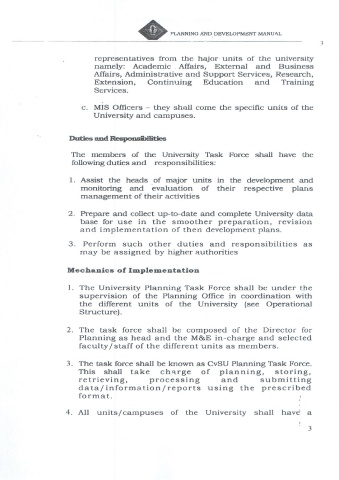 PLANNING AND DEVELOPMENT MANUAL
3
representatives from the hajor units of the university
namely: Academic Affairs, External and Business
Affairs, Administrative and Support Services, Research,
Extension, Continuing Education and Training
Services.
c. MIS Officers – they shall come the specific units of the
University and campuses.
Duties and Responsibilities
The members of the University Task Force shall have the
following duties and responsibilities:
1. Assist the heads of major units in the development and
monitoring and evaluation of their respective plans
management of their activities
2. Prepare and collect up-to-date and complete University data
base for use in the smoother preparation, revision
and implementation of then development plans.
3. Perform such other duties and responsibilities as
may be assigned by higher authorities
Mechanics of Implementation
1. The University Planning Task Force shall be under the
supervision of the Planning Office in coordination with
the different units of the University (see Operational
Structure).
2. The task force shall be composed of the Director for
Planning as head and the M&E in-charge and selected
faculty/staff of the different units as members.
3. The task force shall be known as CvSU Planning Task Force.
This shall take charge of planning, storing,
retrieving, processing and submitting
data/information/reports using the prescribed
format.
4. All units/campuses of the University shall have a
3